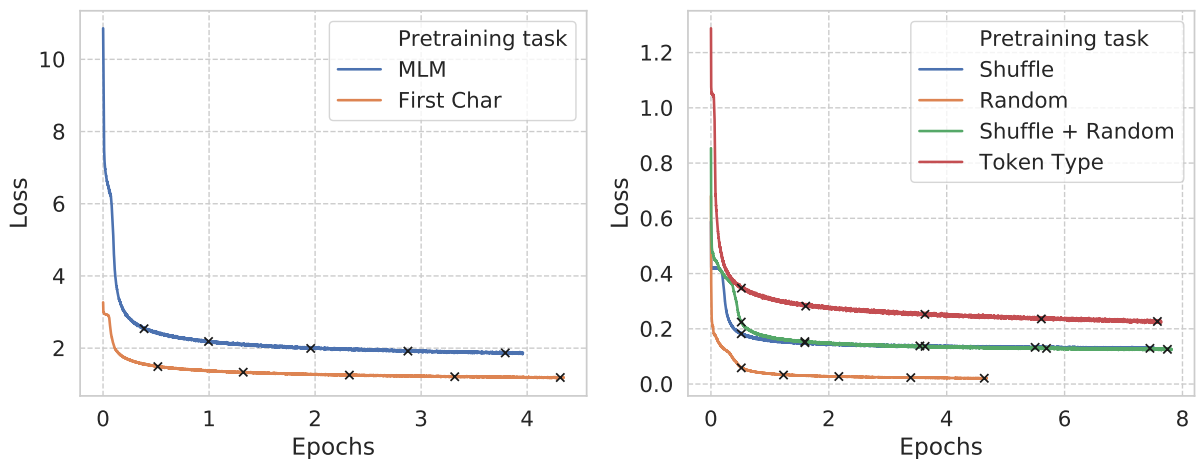 Pretraining task
MLM
First Char
10
8
6
4
2
Loss
0
1
2
3
4
Epochs
Pretraining task
Shuffle
Random
Shuffle + Random
Token Type
1.2
1.0
0.8
0.6
0.4
0.2
0.0
Loss
0
2
4
6
8
Epochs